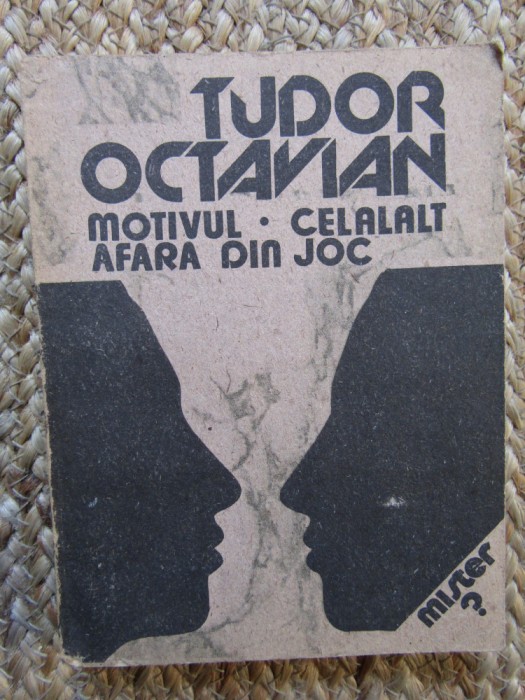 TUDOR
OCTAVIAN
MOTIVUL · CELALALT
AFARA DIN JOC
mister
?